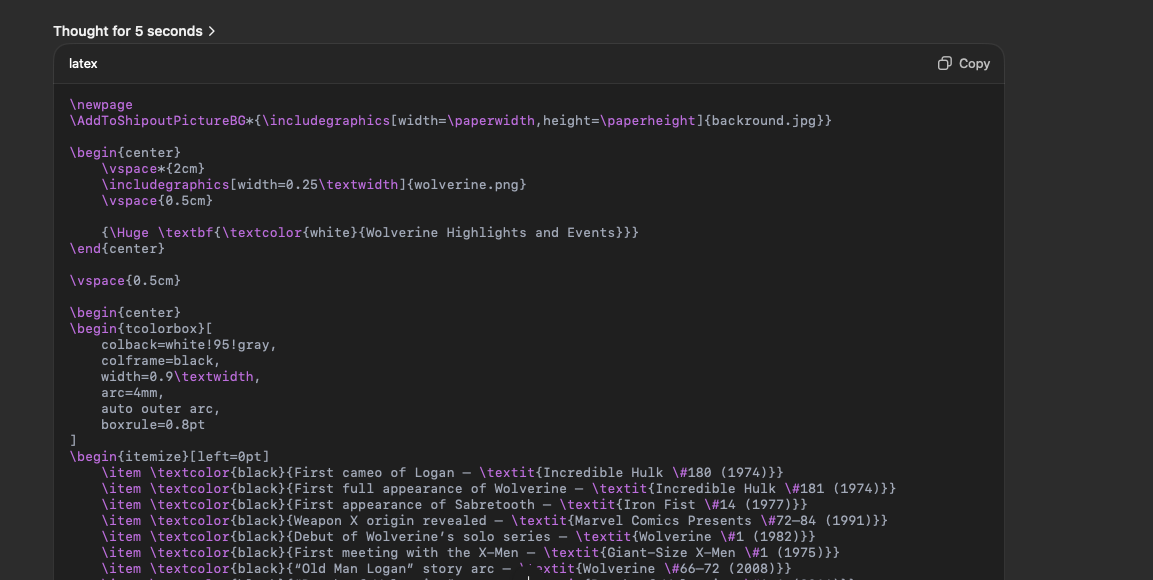 Thought for 5 seconds >
latex
Copy
\newpage
\AddToShipoutPictureBG*{\includegraphics[width=\paperwidth,height=\paperheight]{backround.jpg}}
\begin{center}
\vspace*{2cm}
\includegraphics[width=0.25\textwidth]{wolverine.png}
\vspace{0.5cm}
{\Huge \textbf{\textcolor{white}{Wolverine Highlights and Events}}}
\end{center}
\vspace{0.5cm}
\begin{center}
\begin{tcolorbox}[
colback=white!95!gray,
colframe=black,
width=0.9\textwidth,
arc=4mm,
auto outer arc,
boxrule=0.8pt
]
\begin{itemize}[left=0pt]
\item \textcolor{black}{First cameo of Logan – \textit{Incredible Hulk \#180 (1974)}}
\item \textcolor{black}{First full appearance of Wolverine – \textit{Incredible Hulk \#181 (1974)}}
\item \textcolor{black}{First appearance of Sabretooth – \textit{Iron Fist \#14 (1977)}}
\item \textcolor{black}{Weapon X origin revealed – \textit{Marvel Comics Presents \#72–84 (1991)}}
\item \textcolor{black}{Debut of Wolverine’s solo series – \textit{Wolverine \#1 (1982)}}
\item \textcolor{black}{First meeting with the X-Men – \textit{Giant-Size X-Men \#1 (1975)}}
\item \textcolor{black}{“Old Man Logan” story arc – {Wolverine \#66–72 (2008)}}